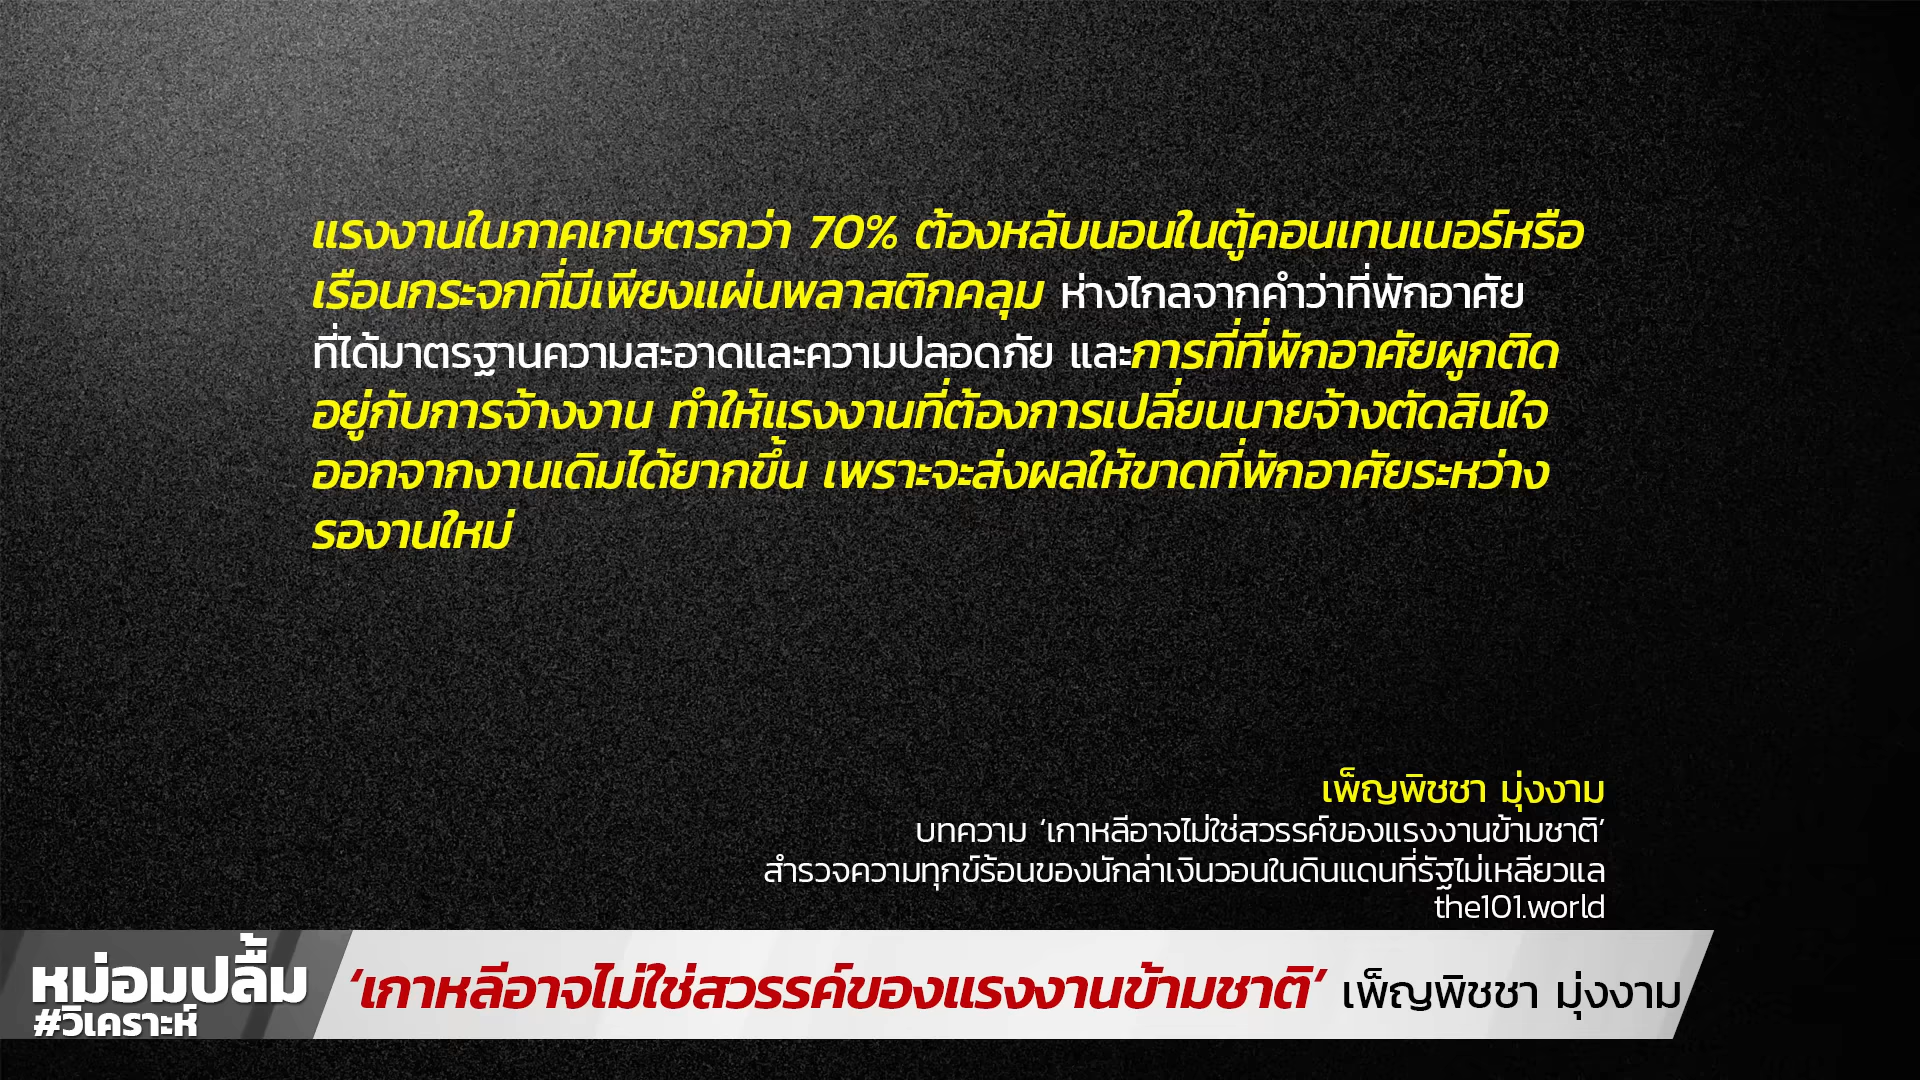 แรงงานในภาคเกษตรกว่า 70% ต้องหลับนอนในตู้คอนเทนเนอร์หรือ
เรือนกระจกที่มีเพียงแผ่นพลาสติกคลุม ห่างไกลจากคำว่าที่พักอาศัย
ที่ได้มาตรฐานความสะอาดและความปลอดภัย และการที่ที่พักอาศัยผูกติด
อยู่กับการจ้างงาน ทำให้แรงงานที่ต้องการเปลี่ยนนายจ้างตัดสินใจ
ออกจากงานเดิมได้ยากขึ้น เพราะจะส่งผลให้ขาดที่พักอาศัยระหว่าง
รองานใหม่
เพ็ญพิชชา มุ่งงาม
บทความ ‘เกาหลีอาจไม่ใช่สวรรค์ของแรงงานข้ามชาติ’
สำรวจความทุกข์ร้อนของนักล่าเงินวอนในดินแดนที่รัฐไม่เหลียวแล
the101.world
หม่อมปลื้ม
#วิเคราะห์
‘เกาหลีอาจไม่ใช่สวรรค์ของแรงงานข้ามชาติ’ เพ็ญพิชชา มุ่งงาม